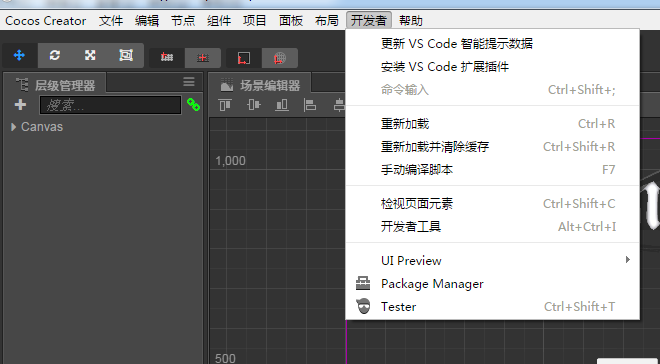 Cocos Creator 文件 编辑 节点 组件 项目 面板 布局 开发者 帮助
层级管理器
搜索...
Canvas
场景编辑器
1,000
500
更新 VS Code 智能提示数据
安装 VS Code 扩展插件
命令输入 Ctrl+Shift+;
重新加载 Ctrl+R
重新加载并清除缓存 Ctrl+Shift+R
手动编译脚本 F7
检视页面元素 Ctrl+Shift+C
开发者工具 Alt+Ctrl+I
UI Preview
Package Manager
Tester Ctrl+Shift+T